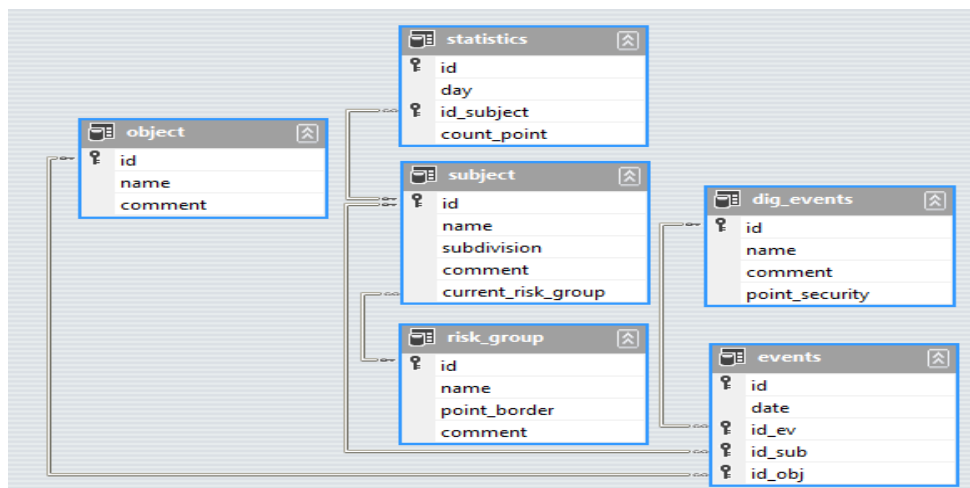 statistics
id
day
id_subject
count_point
object
id
name
comment
subject
id
name
subdivision
comment
current_risk_group
dig_events
id
name
comment
point_security
risk_group
id
name
point_border
comment
events
id
date
id_ev
id_sub
id_obj